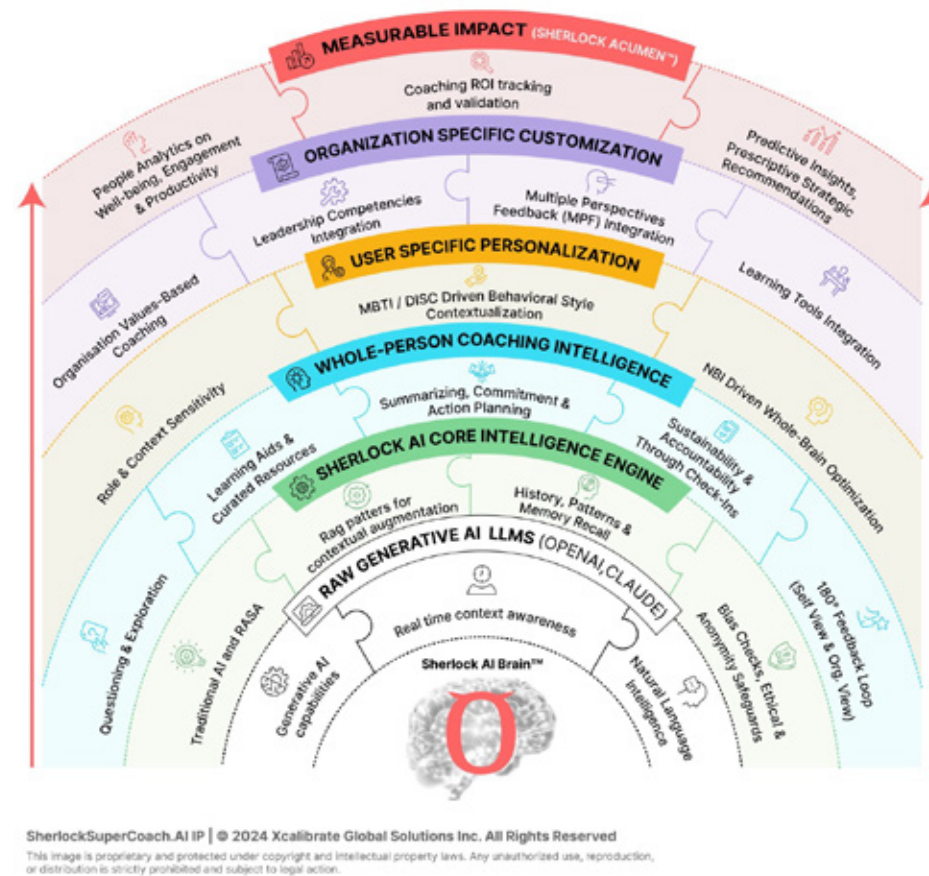 MEASURABLE IMPACT (SHERLOCK ACUMEN™)
Coaching ROI tracking
and validation
People Analytics on
Well-being, Engagement
& Productivity
Predictive Insights,
Prescriptive Strategic
Recommendations
ORGANIZATION SPECIFIC CUSTOMIZATION
Leadership Competencies
Integration
Multiple Perspectives
Feedback (MPF) Integration
Organisation Values-Based
Coaching
Learning Tools Integration
USER SPECIFIC PERSONALIZATION
MBTI / DISC Driven Behavioral Style
Contextualization
Role & Context Sensitivity
NBI Driven Whole-Brain Optimization
WHOLE-PERSON COACHING INTELLIGENCE
Summarizing, Commitment &
Action Planning
Learning Aids &
Curated Resources
Sustainability &
Accountability
Through Check-Ins
Questioning & Exploration
180° Feedback Loop
(Self View & Org. View)
SHERLOCK AI CORE INTELLIGENCE ENGINE
Rag patters for
contextual augmentation
History, Patterns &
Memory Recall
Traditional AI and RASA
Bias Checks, Ethical &
Anonymity Safeguards
RAW GENERATIVE AI LLMS (OPENAI,CLAUDE)
Real time context awareness
Generative AI
capabilities
Natural Language
Intelligence
Sherlock AI Brain™
SherlockSuperCoach.AI IP | © 2024 Xcalibrate Global Solutions Inc. All Rights Reserved
This image is proprietary and protected under copyright and intellectual property laws. Any unauthorized use, reproduction,
or distribution is strictly prohibited and subject to legal action.